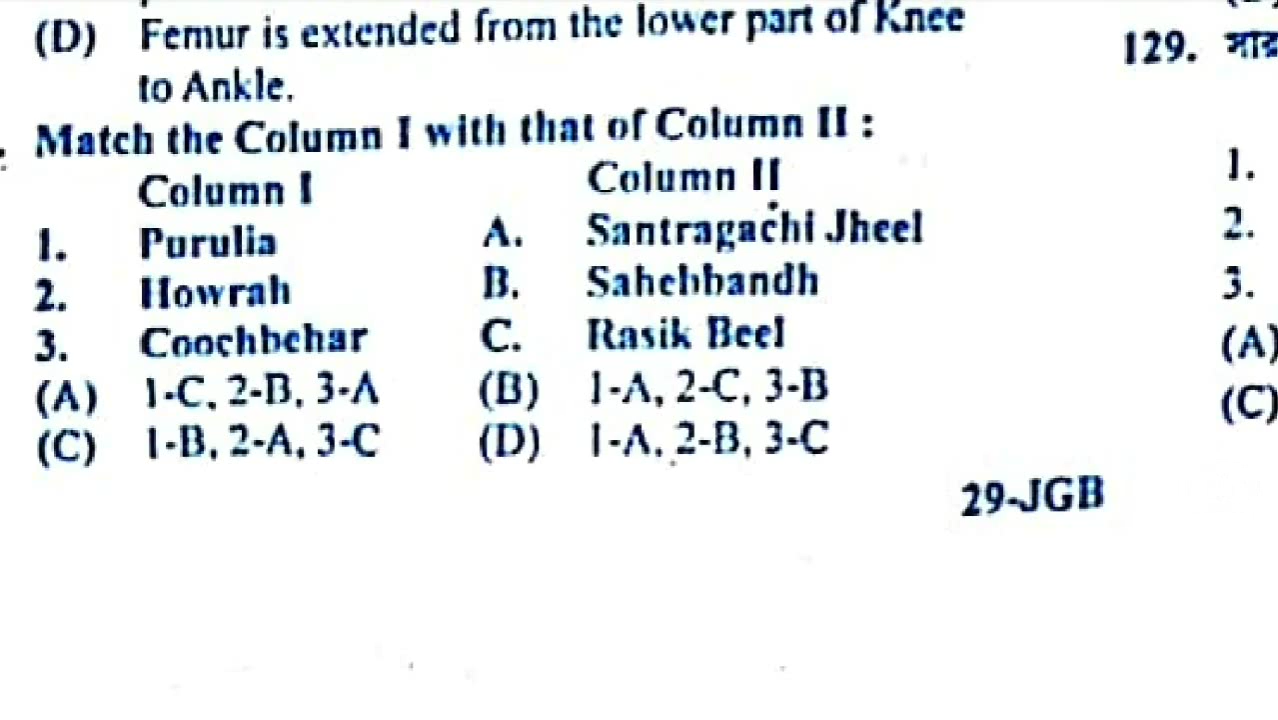 (D) Femur is extended from the lower part of Knee
to Ankle.
Match the Column I with that of Column II :
Column I Column II
1. Purulia A. Santragachi Jheel
2. Howrah B. Sahebbandh
3. Coochbehar C. Rasik Beel
(A) 1-C, 2-B, 3-A (B) 1-A, 2-C, 3-B
(C) 1-B, 2-A, 3-C (D) 1-A, 2-B, 3-C
29-JGB
129.
1.
2.
3.
(A)
(C)